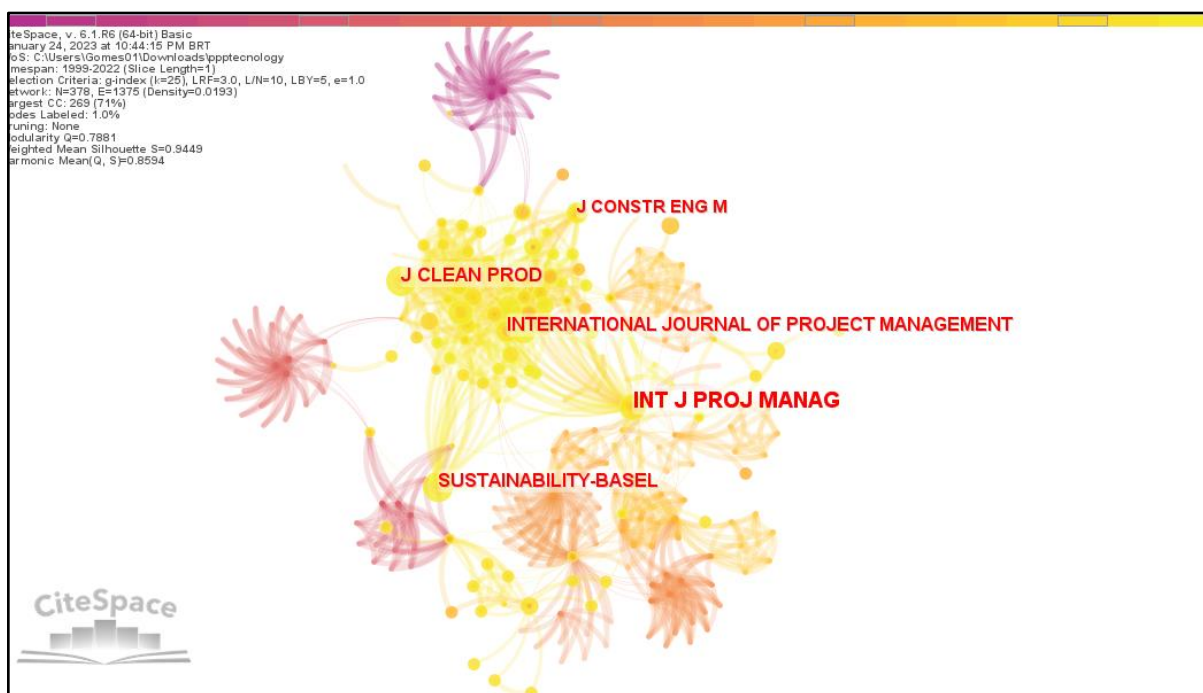 iteSpace, v. 6.1.R6 (64-bit) Basic
anuary 24, 2023 at 10:44:15 PM BRT
oS: C:\Users\Gomes01\Downloads\ppptecnology
mespan: 1999-2022 (Slice Length=1)
election Criteria: g-index (k=25), LRF=3.0, L/N=10, LBY=5, e=1.0
etwork: N=378, E=1375 (Density=0.0193)
argest CC: 269 (71%)
odes Labeled: 1.0%
runing: None
odularity Q=0.7881
eighted Mean Silhouette S=0.9449
armonic Mean(Q, S)=0.8594
J CONSTR ENG M
J CLEAN PROD
INTERNATIONAL JOURNAL OF PROJECT MANAGEMENT
INT J PROJ MANAG
SUSTAINABILITY-BASEL
CiteSpace